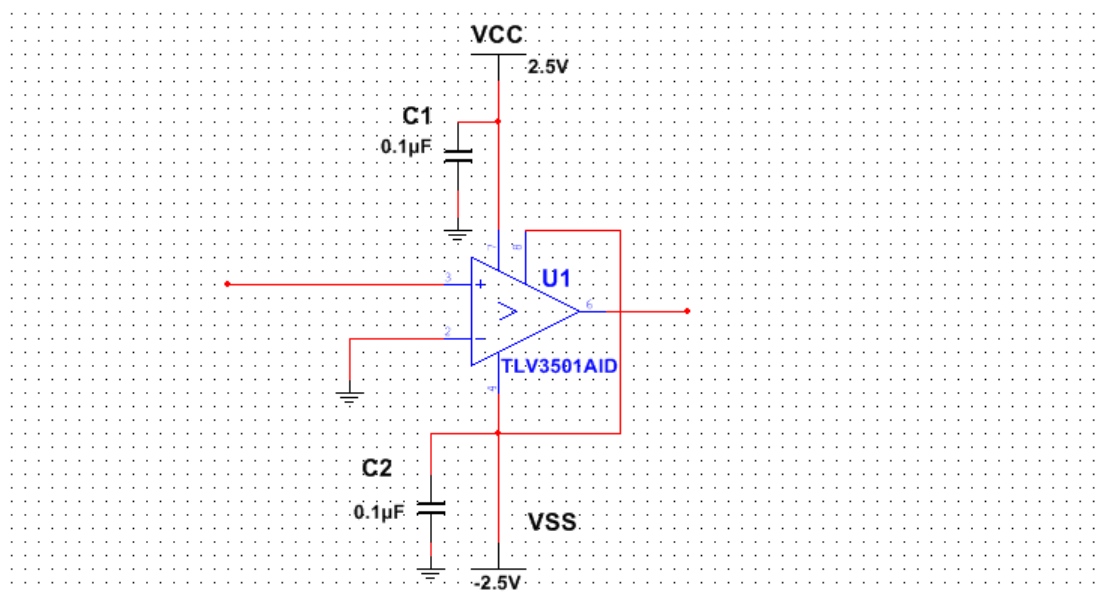 VCC
2.5V
C1
0.1µF
7
8
3
+
U1
6
2
−
TLV3501AID
4
C2
0.1µF
VSS
-2.5V